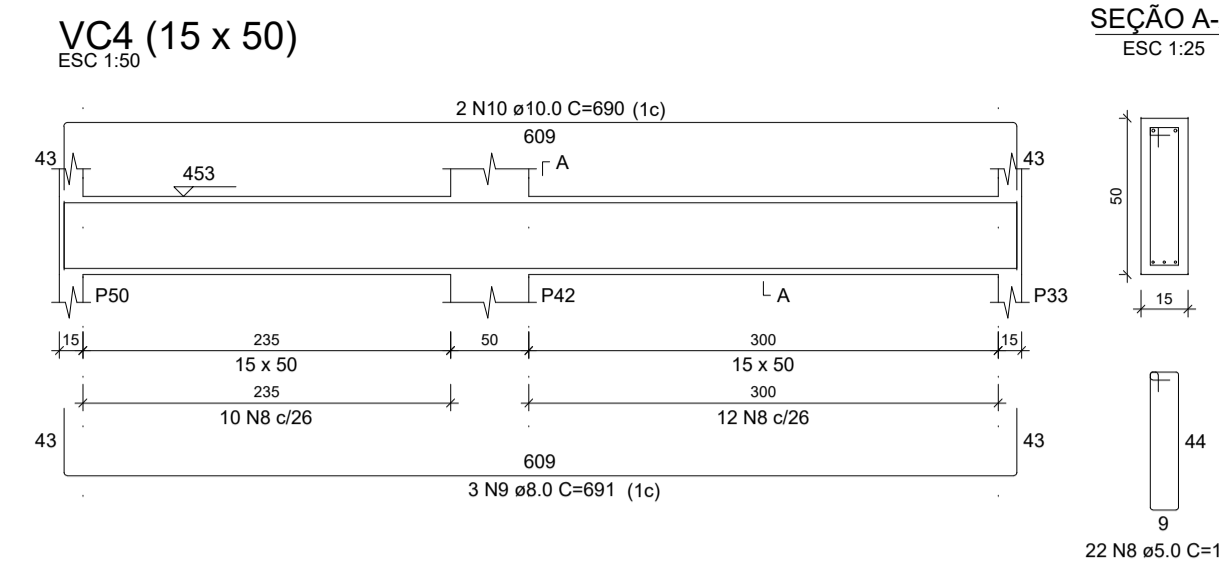 VC4 (15 x 50)
ESC 1:50
SEÇÃO A-
ESC 1:25
2 N10 ø10.0 C=690 (1c)
609
43
43
A
453
50
P50
P42
A
P33
15
15
235
50
300
15
15 x 50
15 x 50
235
300
10 N8 c/26
12 N8 c/26
43
43
44
609
3 N9 ø8.0 C=691 (1c)
9
22 N8 ø5.0 C=1